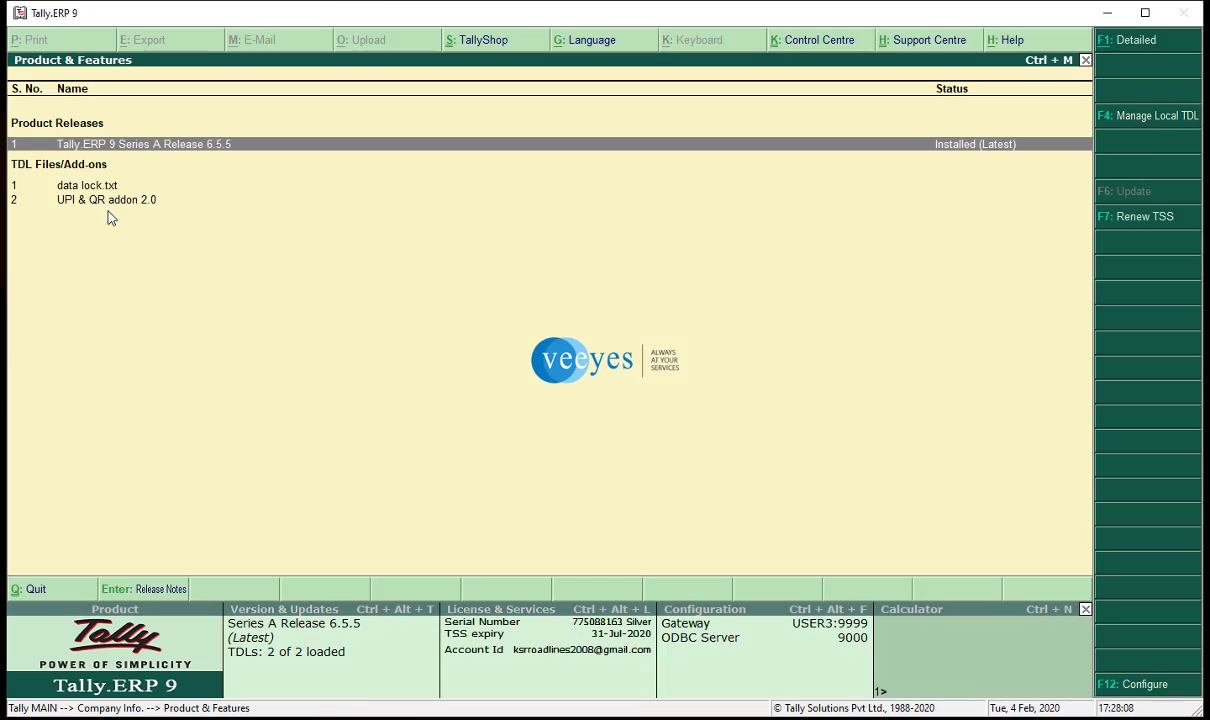 Tally.ERP 9
P: Print E: Export M: E-Mail O: Upload S: TallyShop G: Language K: Keyboard K: Control Centre H: Support Centre H: Help
F1: Detailed
Product & Features Ctrl + M
S. No. Name Status
F4: Manage Local TDL
Product Releases
1 Tally.ERP 9 Series A Release 6.5.5 Installed (Latest)
TDL Files/Add-ons
1 data lock.txt
F6: Update
2 UPI & QR addon 2.0
F7: Renew TSS
veeyes
ALWAYS
AT YOUR
SERVICES
Q: Quit Enter: Release Notes
Product Version & Updates Ctrl + Alt + T License & Services Ctrl + Alt + L Configuration Ctrl + Alt + F Calculator Ctrl + N
Series A Release 6.5.5 Serial Number 775088163 Silver Gateway USER3:9999
(Latest) TSS expiry 31-Jul-2020 ODBC Server 9000
TDLs: 2 of 2 loaded Account Id ksrroadlines2008@gmail.com
Tally
POWER OF SIMPLICITY
Tally.ERP 9
1>
F12: Configure
Tally MAIN --> Company Info. --> Product & Features © Tally Solutions Pvt Ltd., 1988-2020 Tue, 4 Feb, 2020 17:28:08